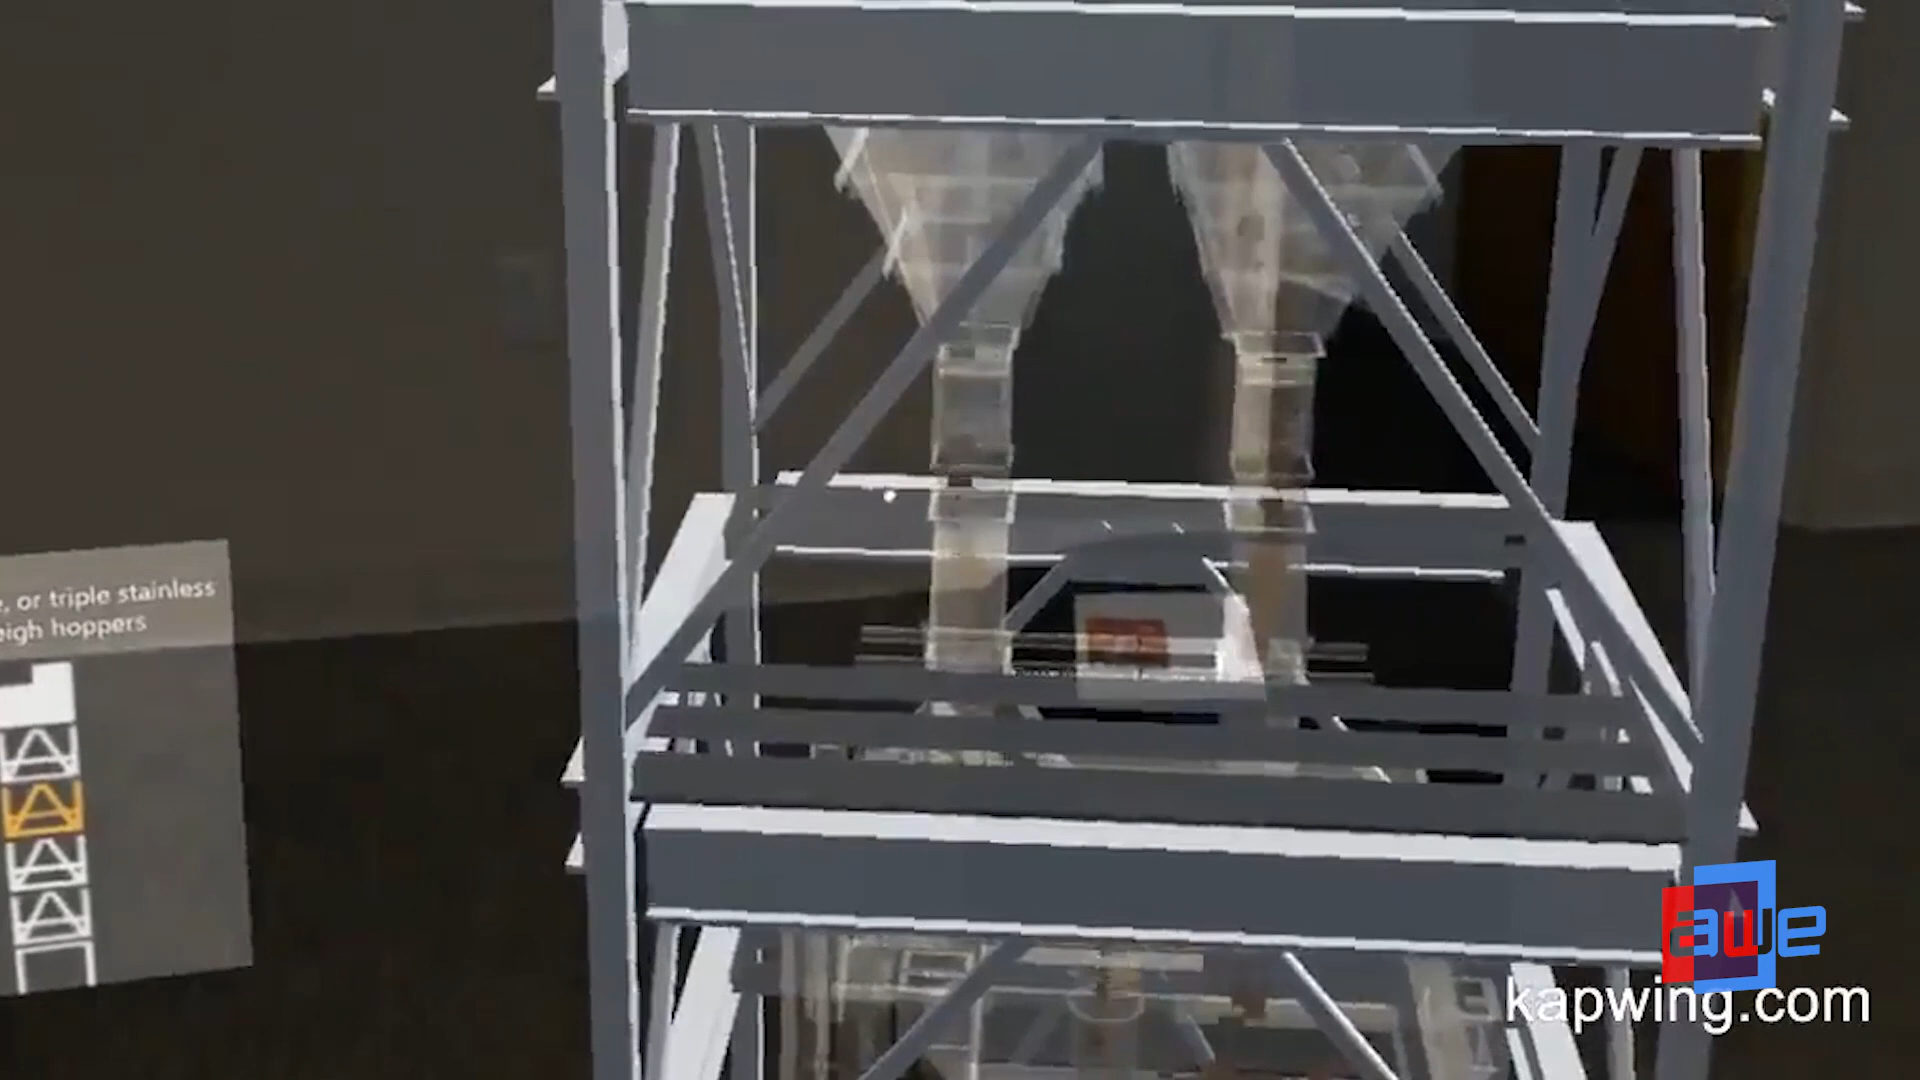 , or triple stainless
eigh hoppers
awe
kapwing.com